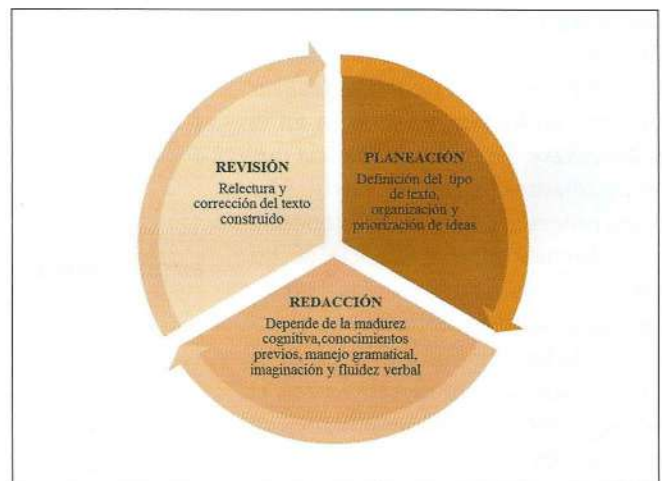 PLANEACIÓN
Definición del tipo
de texto,
organización y
priorización de ideas
REDACCIÓN
Depende de la madurez
cognitiva,conocimientos
previos, manejo gramatical,
imaginación y fluidez verbal
REVISIÓN
Relectura y
corrección del texto
construido